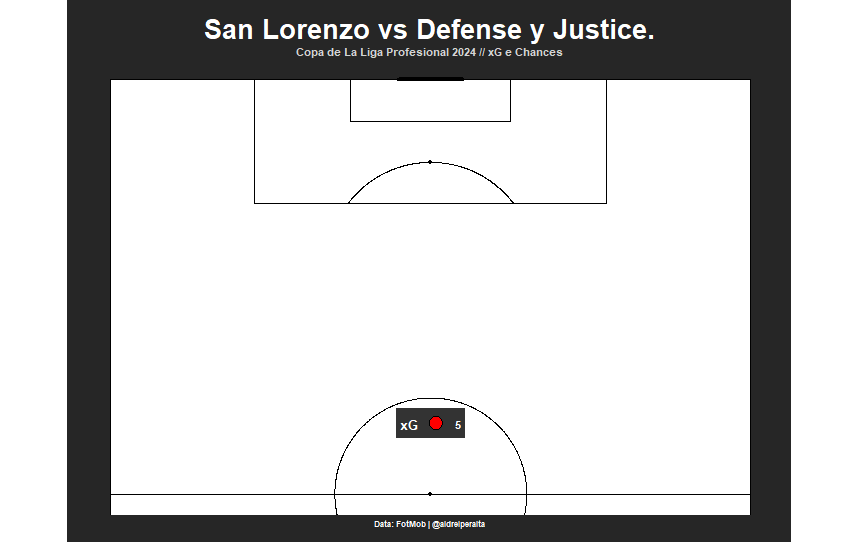 San Lorenzo vs Defense y Justice.
Copa de La Liga Profesional 2024 // xG e Chances
xG 5
Data: FotMob | @aldreiperalta